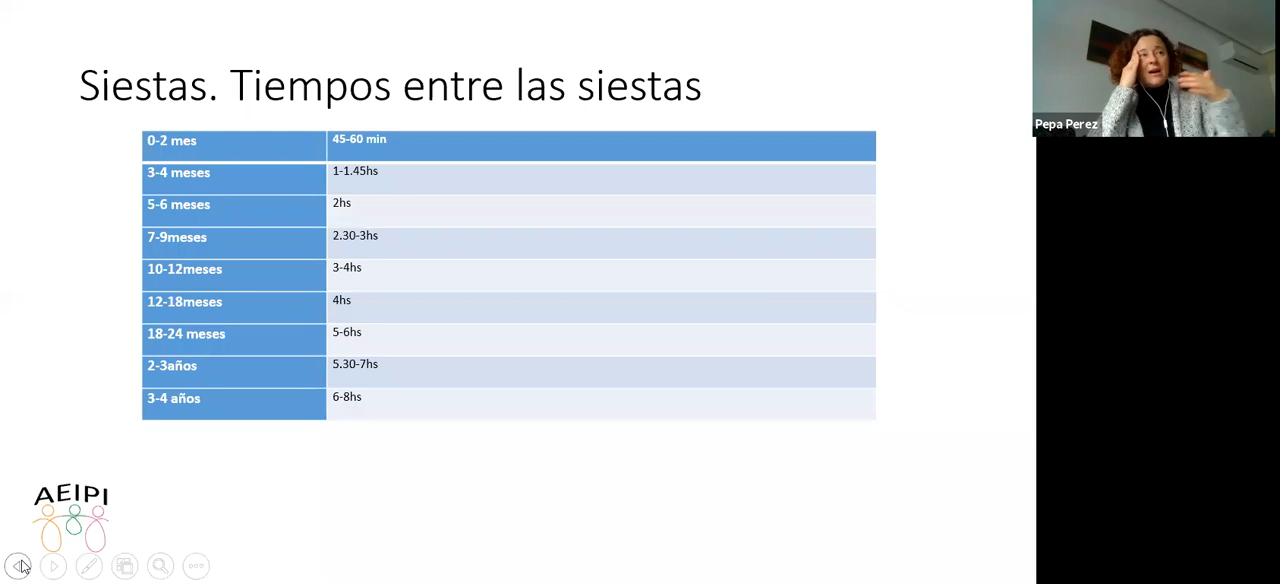 Siestas. Tiempos entre las siestas
0-2 mes 45-60 min
3-4 meses 1-1.45hs
5-6 meses 2hs
7-9meses 2.30-3hs
10-12meses 3-4hs
12-18meses 4hs
18-24 meses 5-6hs
2-3años 5.30-7hs
3-4 años 6-8hs
AEIPI
Pepa Perez